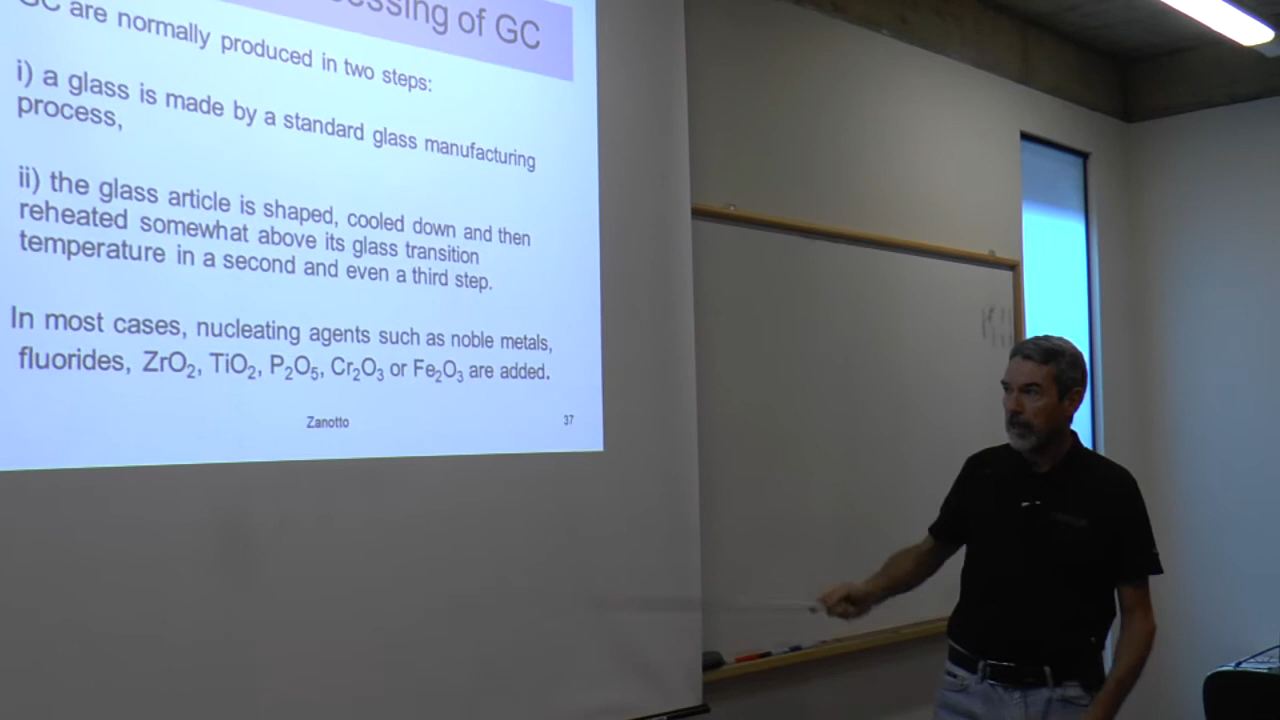 ssing of GC
GC are normally produced in two steps:
i) a glass is made by a standard glass manufacturing
process,
ii) the glass article is shaped, cooled down and then
reheated somewhat above its glass transition
temperature in a second and even a third step.
In most cases, nucleating agents such as noble metals,
fluorides, ZrO₂, TiO₂, P₂O₅, Cr₂O₃ or Fe₂O₃ are added.
Zanotto
37